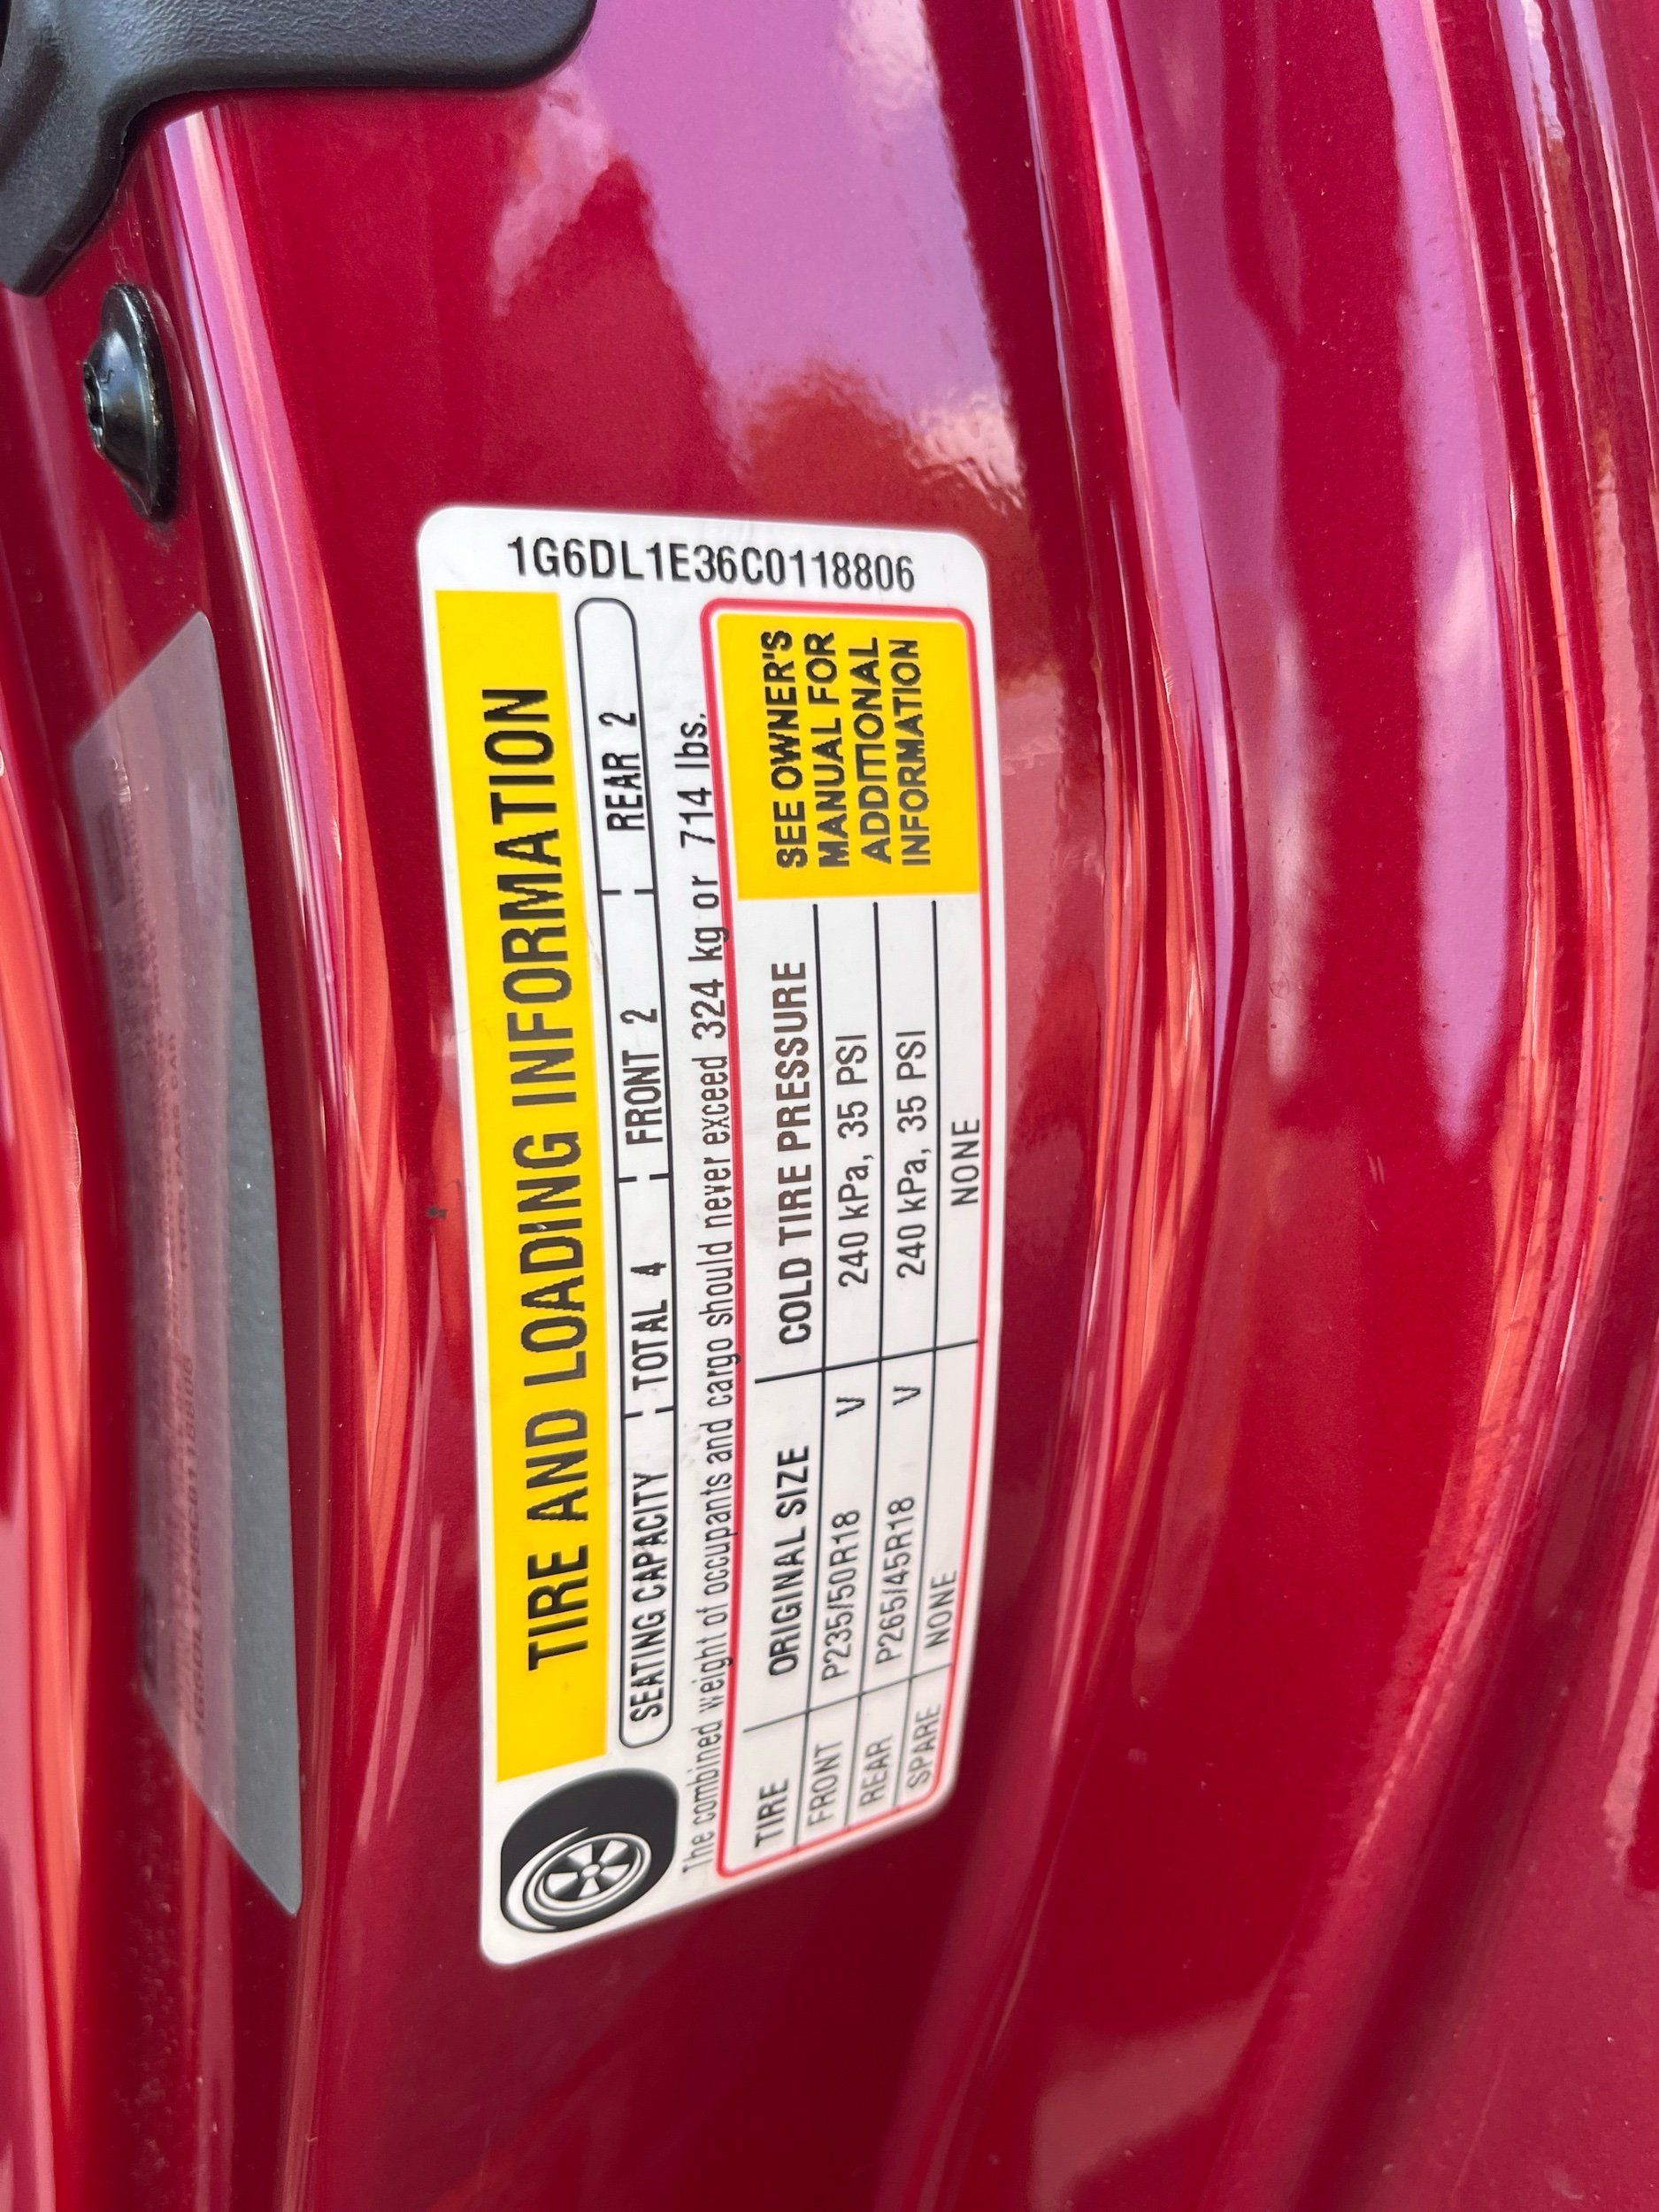 1G6DL1E36C0118806
TIRE AND LOADING INFORMATION
SEATING CAPACITY TOTAL 4 FRONT 2 REAR 2
The combined weight of occupants and cargo should never exceed 324 kg or 714 lbs.
TIRE ORIGINAL SIZE COLD TIRE PRESSURE
FRONT P235/50R18 V 240 kPa, 35 PSI
REAR P265/45R18 V 240 kPa, 35 PSI
SPARE NONE NONE
SEE OWNER'S
MANUAL FOR
ADDITIONAL
INFORMATION